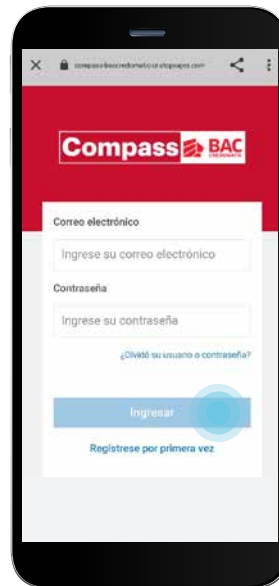 Compass BAC
CREDOMATIC
Correo electrónico
Ingrese su correo electrónico
Contraseña
Ingrese su contraseña
¿Olvidó su usuario o contraseña?
Ingresar
Regístrese por primera vez